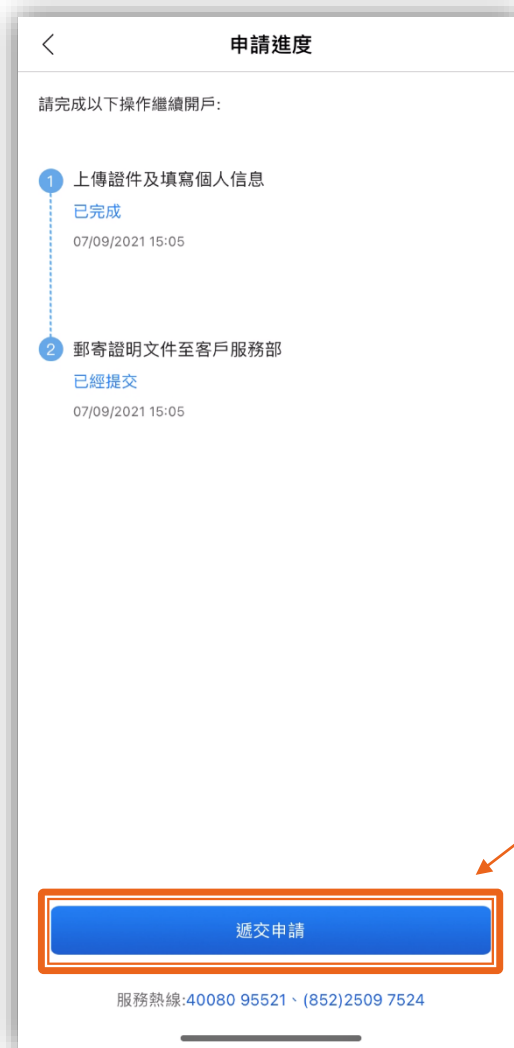 申請進度
請完成以下操作繼續開戶:
1 上傳證件及填寫個人信息
已完成
07/09/2021 15:05
2 郵寄證明文件至客戶服務部
已經提交
07/09/2021 15:05
遞交申請
服務熱線:40080 95521、(852)2509 7524